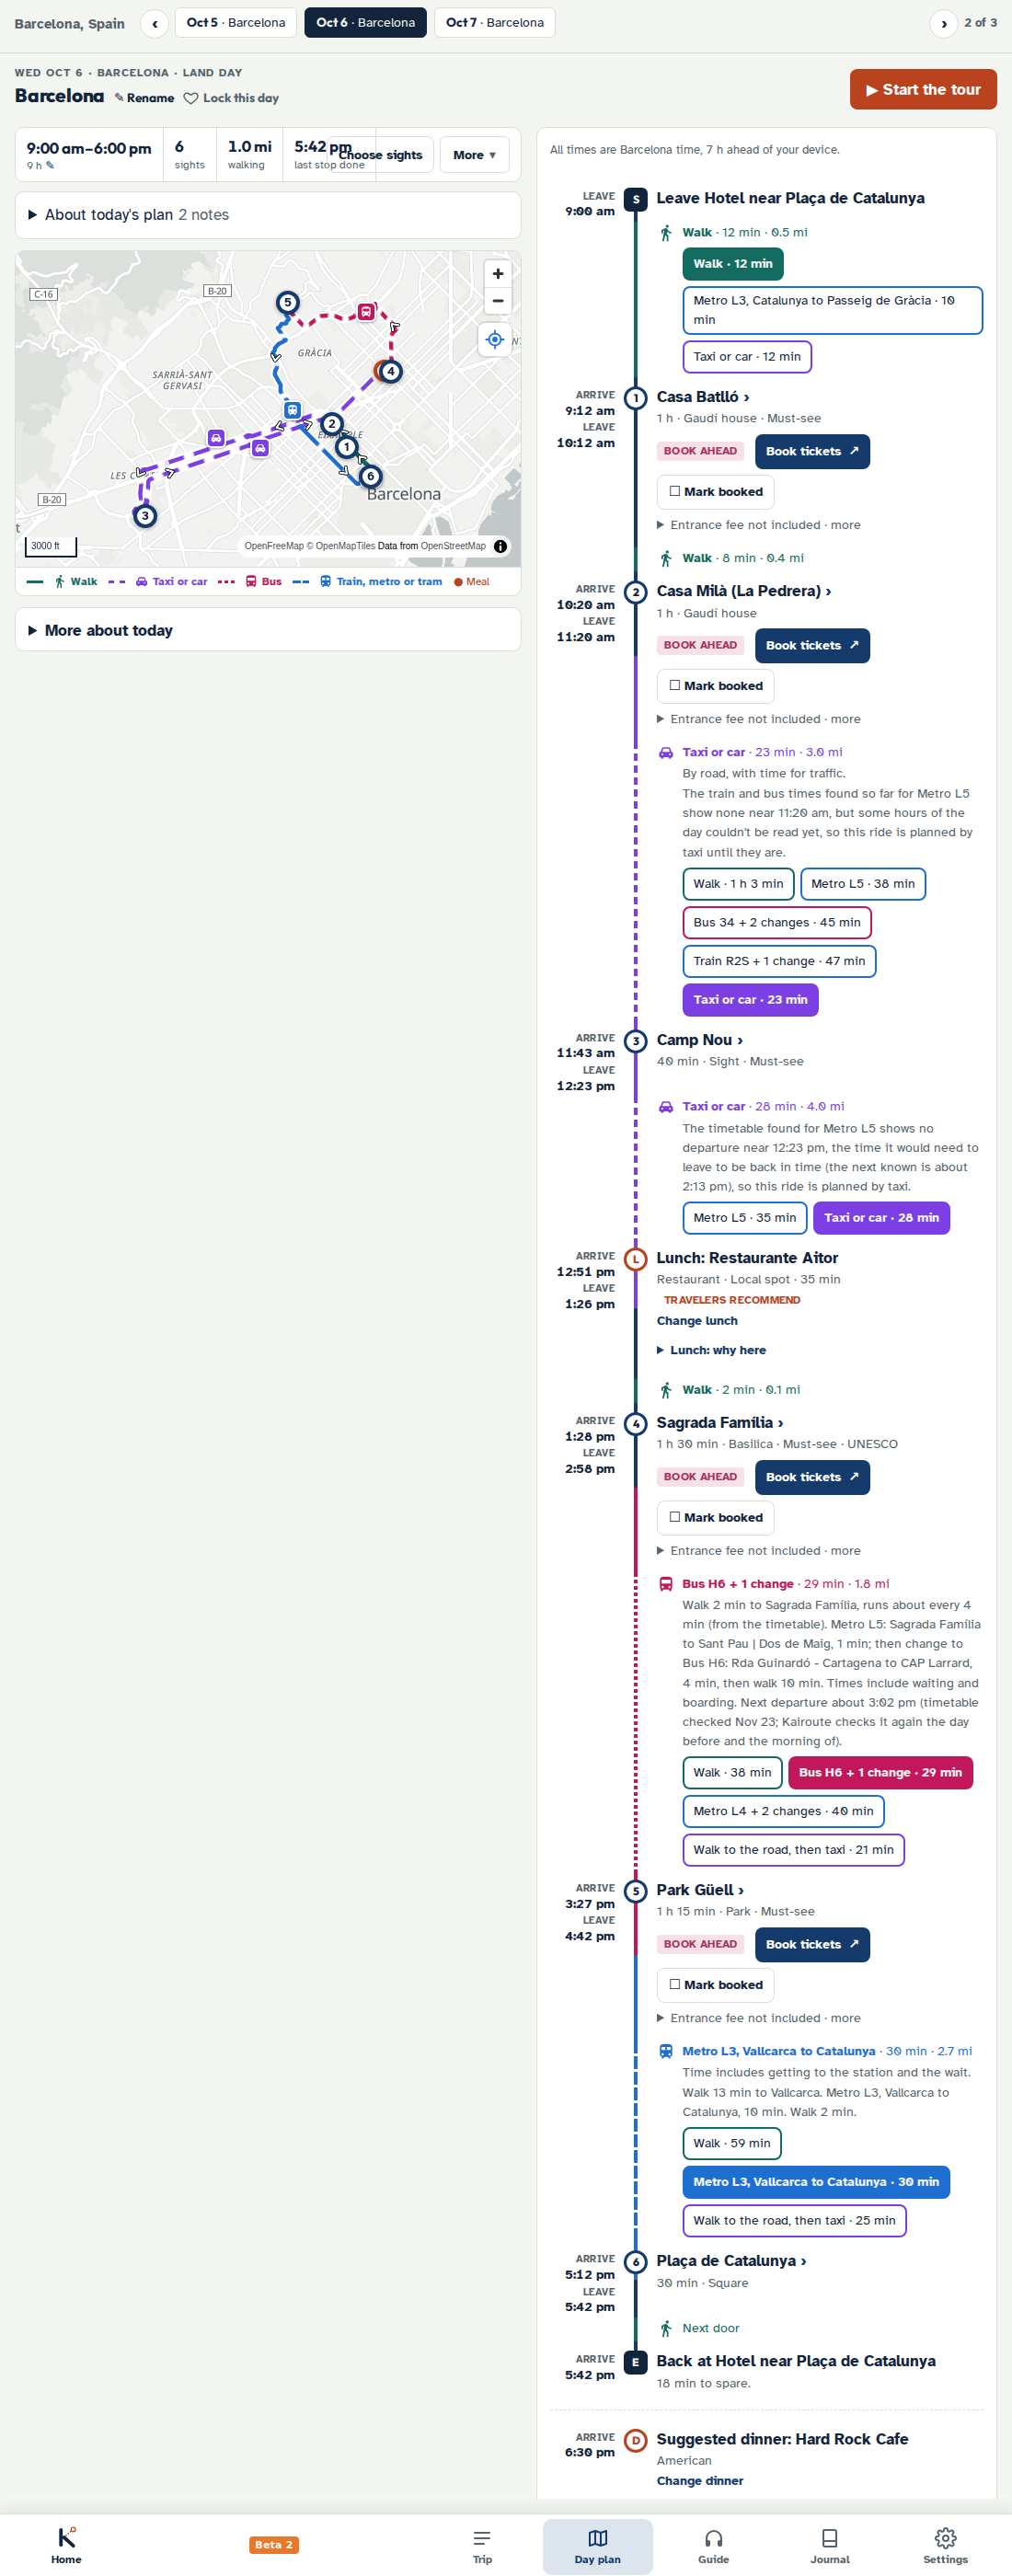 Barcelona, Spain
‹
Oct 5 · Barcelona
Oct 6 · Barcelona
Oct 7 · Barcelona
›
2 of 3
WED OCT 6 · BARCELONA · LAND DAY
Barcelona
✎ Rename
Lock this day
▶ Start the tour
9:00 am–6:00 pm
9 h ✎
6
sights
1.0 mi
walking
5:42 pm
last stop done
Choose sights
More ▾
▶ About today's plan 2 notes
C-16
B-20
5
GRÀCIA
4
SARRIÀ-SANT
GERVASI
2
1
6
Barcelona
B-20
3
3000 ft
OpenFreeMap © OpenMapTiles Data from OpenStreetMap
+
−
Walk
Taxi or car
Bus
Train, metro or tram
Meal
▶ More about today
All times are Barcelona time, 7 h ahead of your device.
LEAVE
9:00 am
S
Leave Hotel near Plaça de Catalunya
Walk · 12 min · 0.5 mi
Walk · 12 min
Metro L3, Catalunya to Passeig de Gràcia · 10
min
Taxi or car · 12 min
ARRIVE
9:12 am
LEAVE
10:12 am
1
Casa Batlló ›
1 h · Gaudí house · Must-see
BOOK AHEAD
Book tickets ↗
☐ Mark booked
▶ Entrance fee not included · more
Walk · 8 min · 0.4 mi
ARRIVE
10:20 am
LEAVE
11:20 am
2
Casa Milà (La Pedrera) ›
1 h · Gaudí house
BOOK AHEAD
Book tickets ↗
☐ Mark booked
▶ Entrance fee not included · more
Taxi or car · 23 min · 3.0 mi
By road, with time for traffic.
The train and bus times found so far for Metro L5
show none near 11:20 am, but some hours of the
day couldn't be read yet, so this ride is planned by
taxi until they are.
Walk · 1 h 3 min
Metro L5 · 38 min
Bus 34 + 2 changes · 45 min
Train R2S + 1 change · 47 min
Taxi or car · 23 min
ARRIVE
11:43 am
LEAVE
12:23 pm
3
Camp Nou ›
40 min · Sight · Must-see
Taxi or car · 28 min · 4.0 mi
The timetable found for Metro L5 shows no
departure near 12:23 pm, the time it would need to
leave to be back in time (the next known is about
2:13 pm), so this ride is planned by taxi.
Metro L5 · 35 min
Taxi or car · 28 min
ARRIVE
12:51 pm
LEAVE
1:26 pm
L
Lunch: Restaurante Aitor
Restaurant · Local spot · 35 min
TRAVELERS RECOMMEND
Change lunch
▶ Lunch: why here
Walk · 2 min · 0.1 mi
ARRIVE
1:28 pm
LEAVE
2:58 pm
4
Sagrada Família ›
1 h 30 min · Basilica · Must-see · UNESCO
BOOK AHEAD
Book tickets ↗
☐ Mark booked
▶ Entrance fee not included · more
Bus H6 + 1 change · 29 min · 1.8 mi
Walk 2 min to Sagrada Família, runs about every 4
min (from the timetable). Metro L5: Sagrada Família
to Sant Pau | Dos de Maig, 1 min; then change to
Bus H6: Rda Guinardó - Cartagena to CAP Larrard,
4 min, then walk 10 min. Times include waiting and
boarding. Next departure about 3:02 pm (timetable
checked Nov 23; Kairoute checks it again the day
before and the morning of).
Walk · 38 min
Bus H6 + 1 change · 29 min
Metro L4 + 2 changes · 40 min
Walk to the road, then taxi · 21 min
ARRIVE
3:27 pm
LEAVE
4:42 pm
5
Park Güell ›
1 h 15 min · Park · Must-see
BOOK AHEAD
Book tickets ↗
☐ Mark booked
▶ Entrance fee not included · more
Metro L3, Vallcarca to Catalunya · 30 min · 2.7 mi
Time includes getting to the station and the wait.
Walk 13 min to Vallcarca. Metro L3, Vallcarca to
Catalunya, 10 min. Walk 2 min.
Walk · 59 min
Metro L3, Vallcarca to Catalunya · 30 min
Walk to the road, then taxi · 25 min
ARRIVE
5:12 pm
LEAVE
5:42 pm
6
Plaça de Catalunya ›
30 min · Square
Next door
ARRIVE
5:42 pm
E
Back at Hotel near Plaça de Catalunya
18 min to spare.
ARRIVE
6:30 pm
D
Suggested dinner: Hard Rock Cafe
American
Change dinner
Home
Beta 2
Trip
Day plan
Guide
Journal
Settings